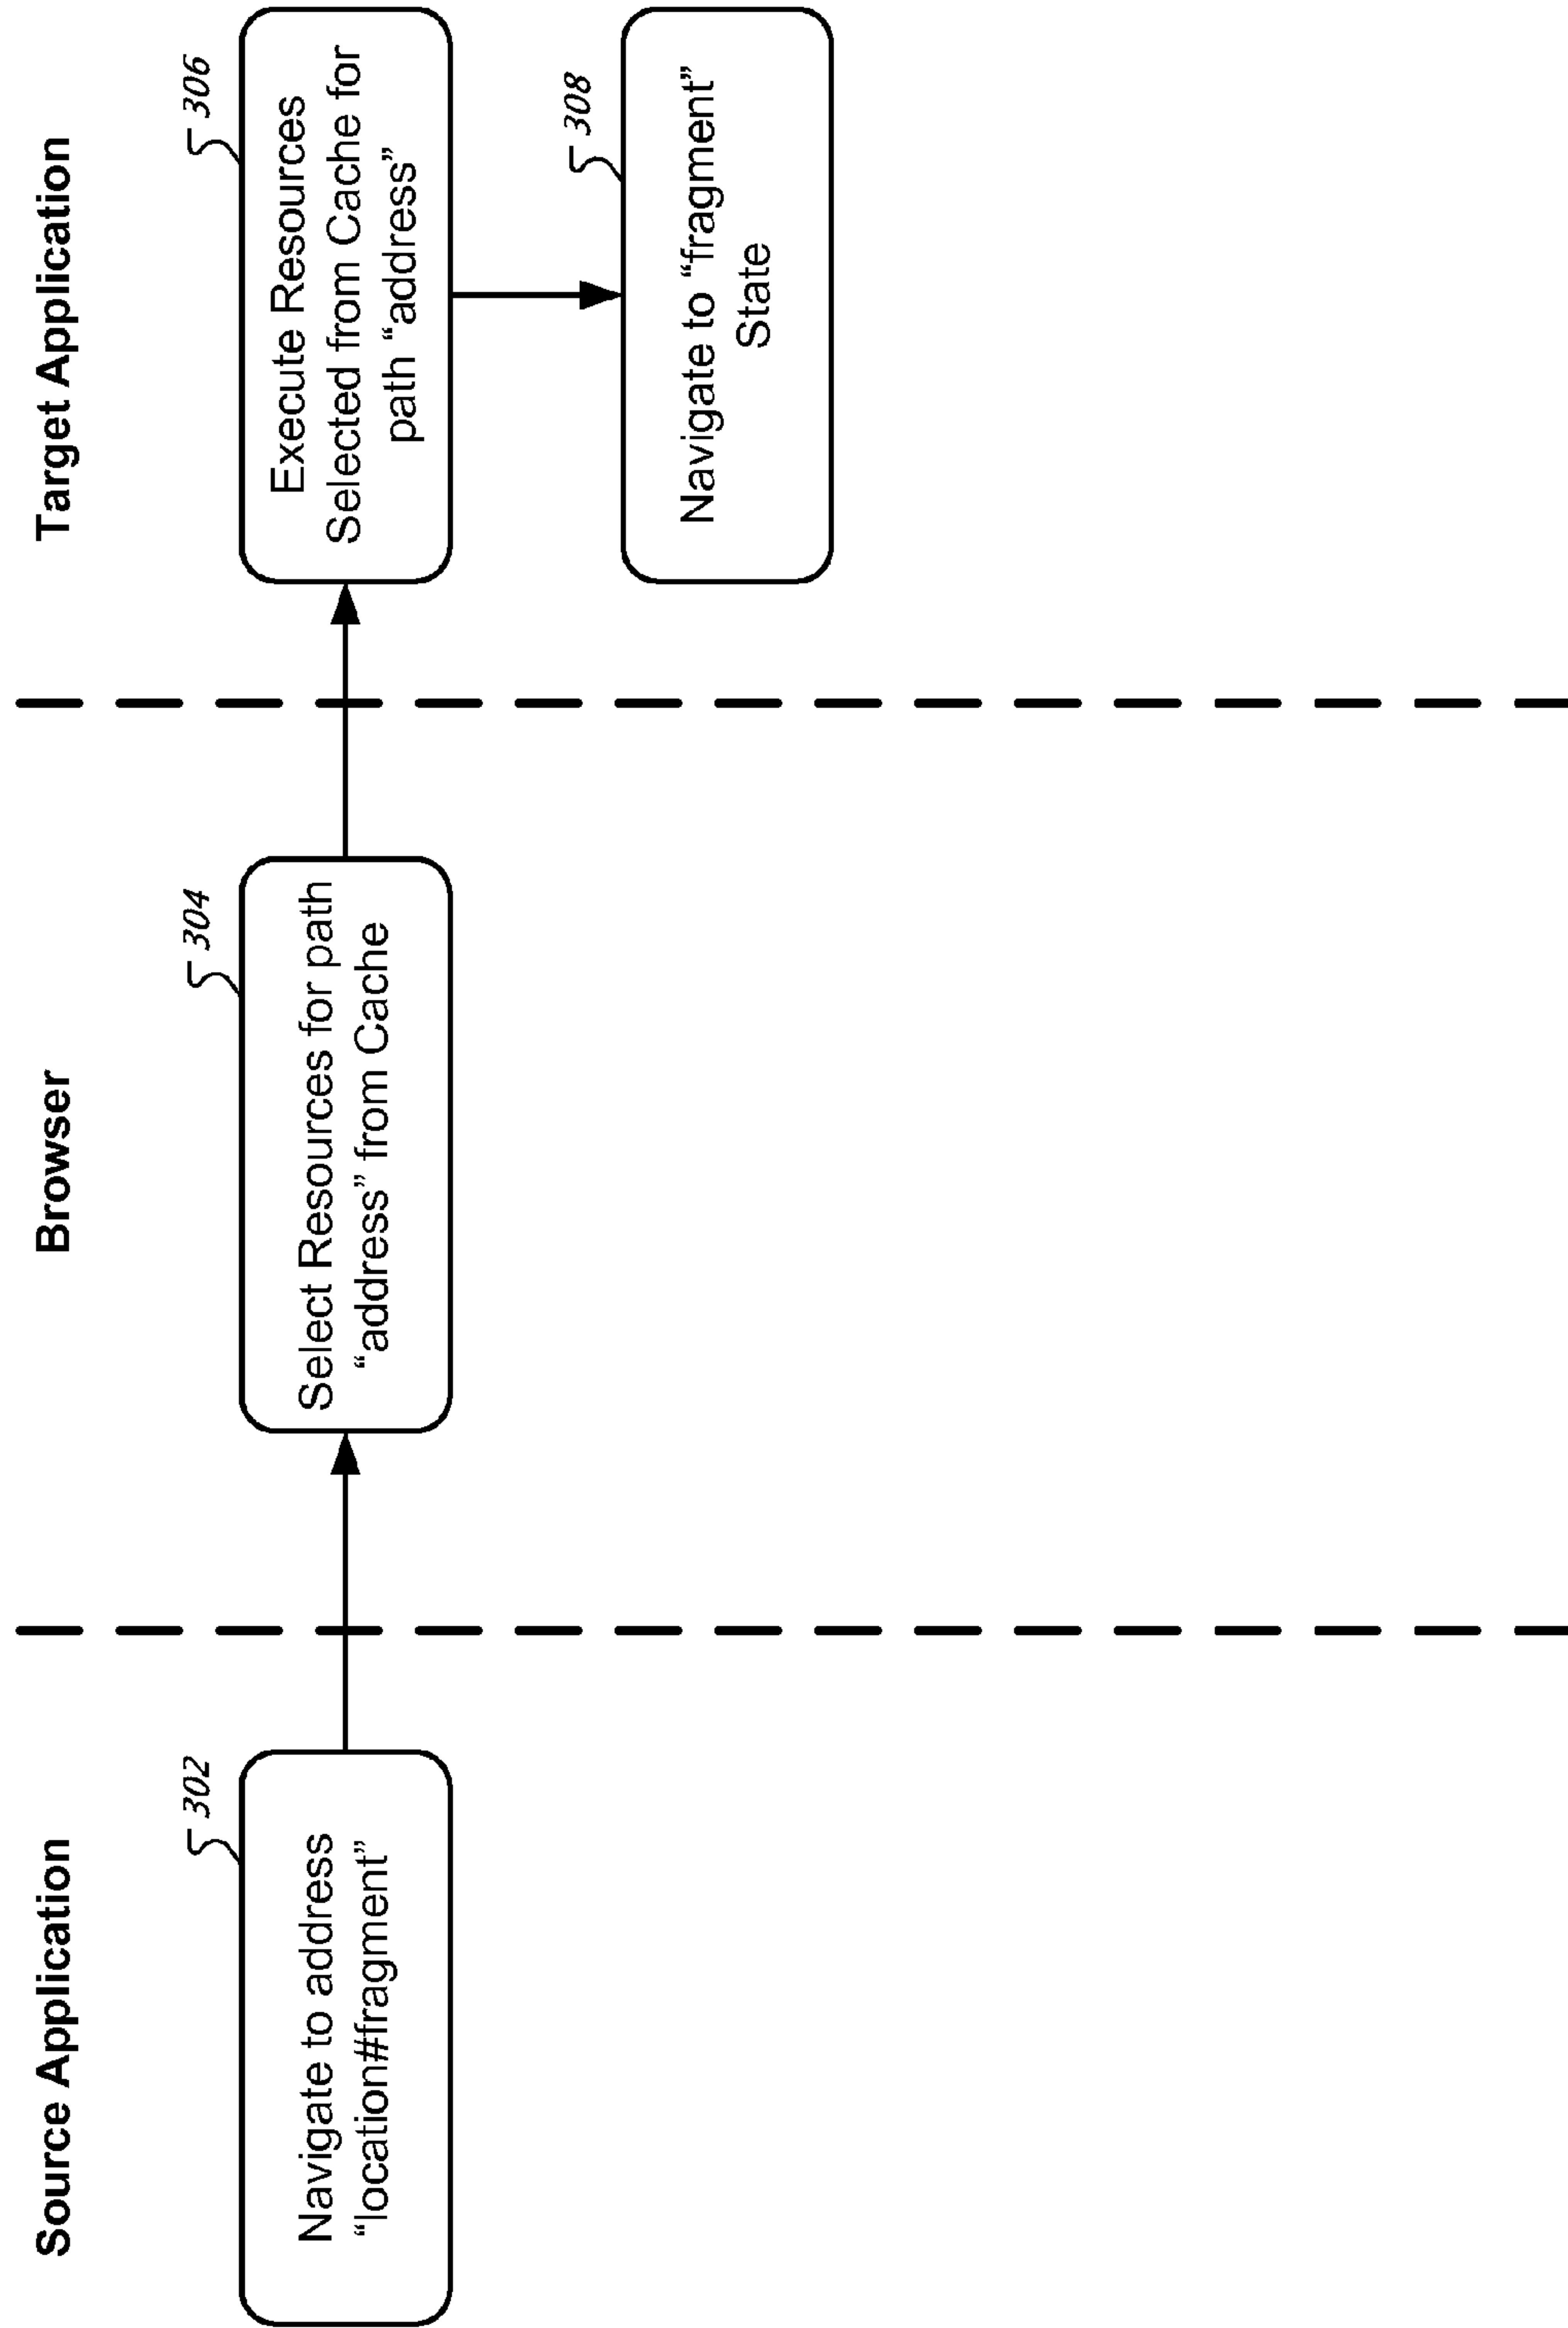 Source Application
Browser
Target Application
302
Navigate to address
“location#fragment”
304
Select Resources for path
“address” from Cache
306
Execute Resources
Selected from Cache for
path “address”
308
Navigate to “fragment”
State